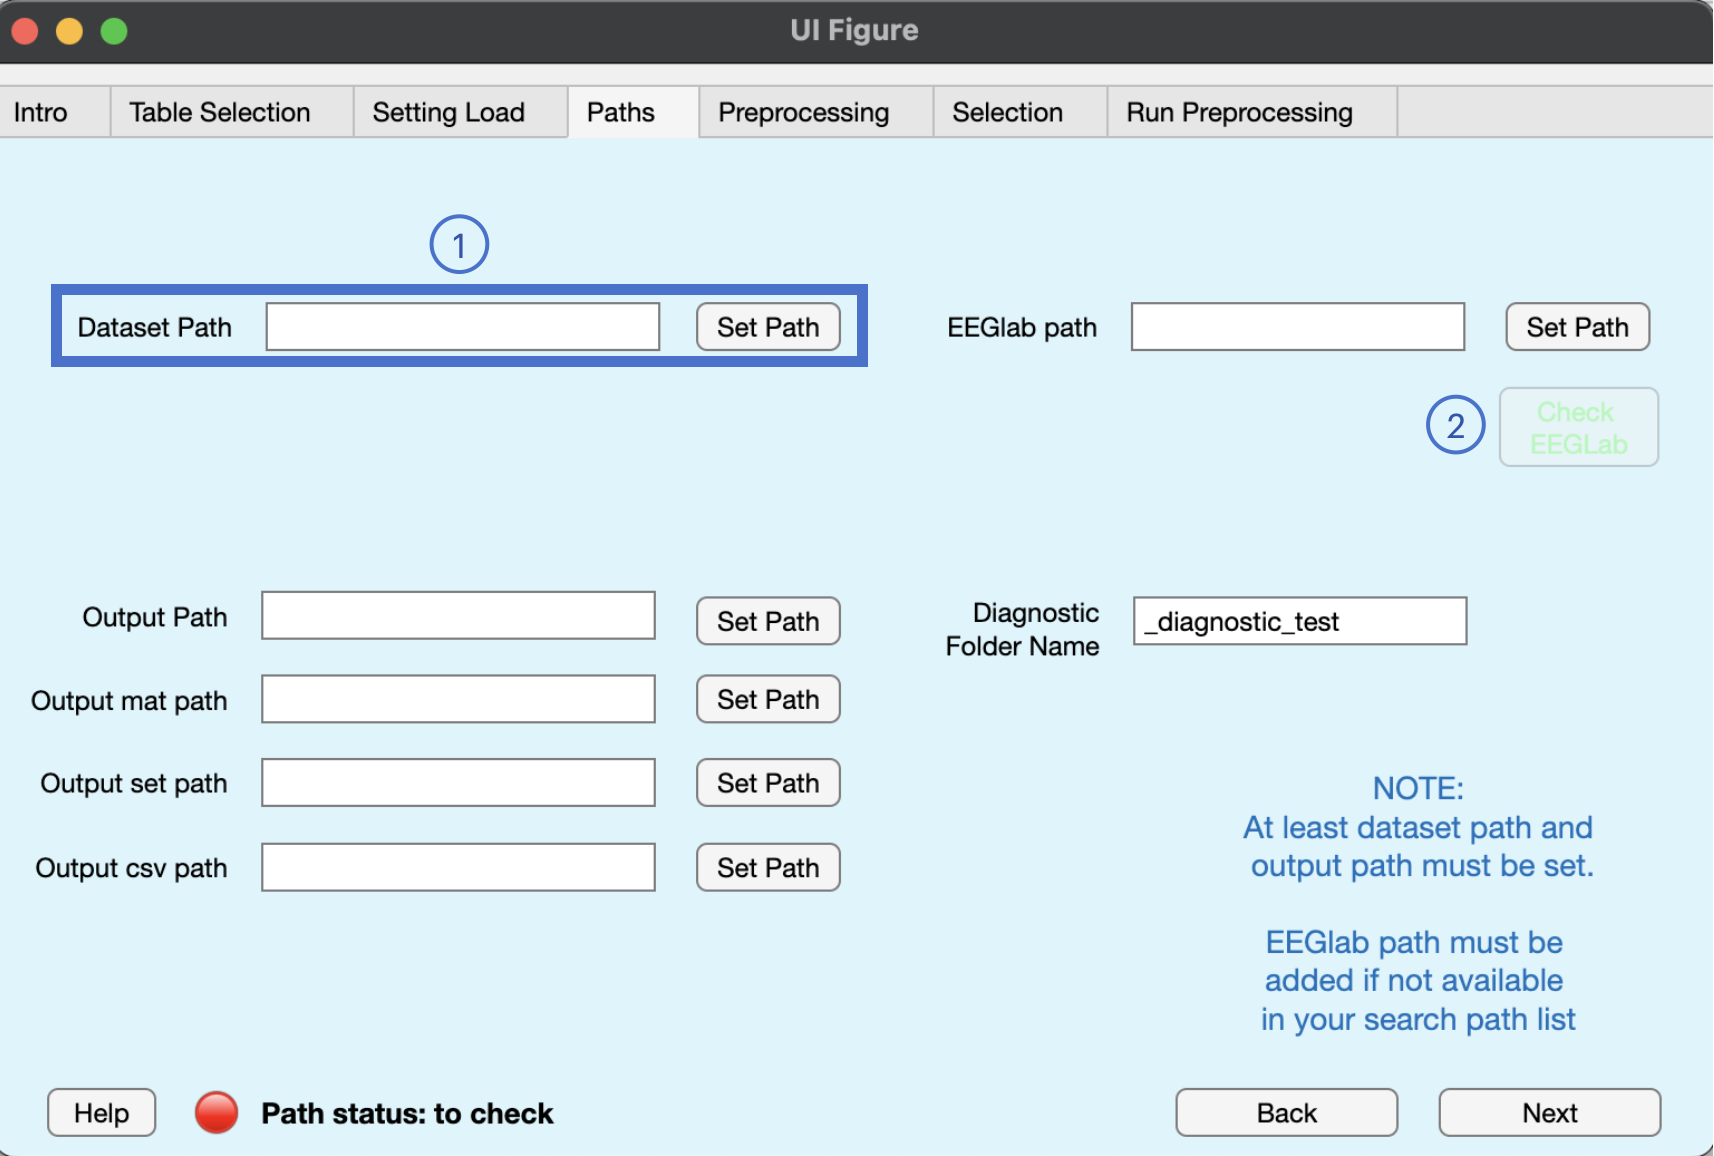 UI Figure
Intro
Table Selection
Setting Load
Paths
Preprocessing
Selection
Run Preprocessing
1
Dataset Path
Set Path
EEGlab path
Set Path
2
Check
EEGLab
Output Path
Set Path
Diagnostic
Folder Name
_diagnostic_test
Output mat path
Set Path
Output set path
Set Path
Output csv path
Set Path
NOTE:
At least dataset path and
output path must be set.
EEGlab path must be
added if not available
in your search path list
Help
Path status: to check
Back
Next